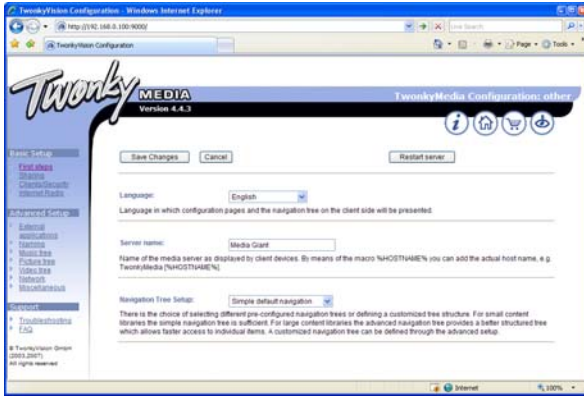 TwonkyVision Configuration - Windows Internet Explorer
http://192.168.0.100:9000/
Live Search
TwonkyVision Configuration
Page
Tools
Twonky MEDIA
Version 4.4.3
TwonkyMedia Configuration: other
Basic Setup
First steps
Sharing
Clients/Security
Internet Radio
Advanced Setup
External
applications
Naming
Music tree
Picture tree
Video tree
Network
Miscellaneous
Support
Troubleshooting
FAQ
© TwonkyVision GmbH
(2003,2007)
All rights reserved
Save Changes
Cancel
Restart server
Language:
English
Language in which configuration pages and the navigation tree on the client side will be presented.
Server name:
Media Giant
Name of the media server as displayed by client devices. By means of the macro %HOSTNAME% you can add the actual host name, e.g.
TwonkyMedia [%HOSTNAME%].
Navigation Tree Setup:
Simple default navigation
There is the choice of selecting different pre-configured navigation trees or defining a customized tree structure. For small content
libraries the simple navigation tree is sufficient. For large content libraries the advanced navigation tree provides a better structured tree
which allows faster access to individual items. A customized navigation tree can be defined through the advanced setup.
Internet
100%